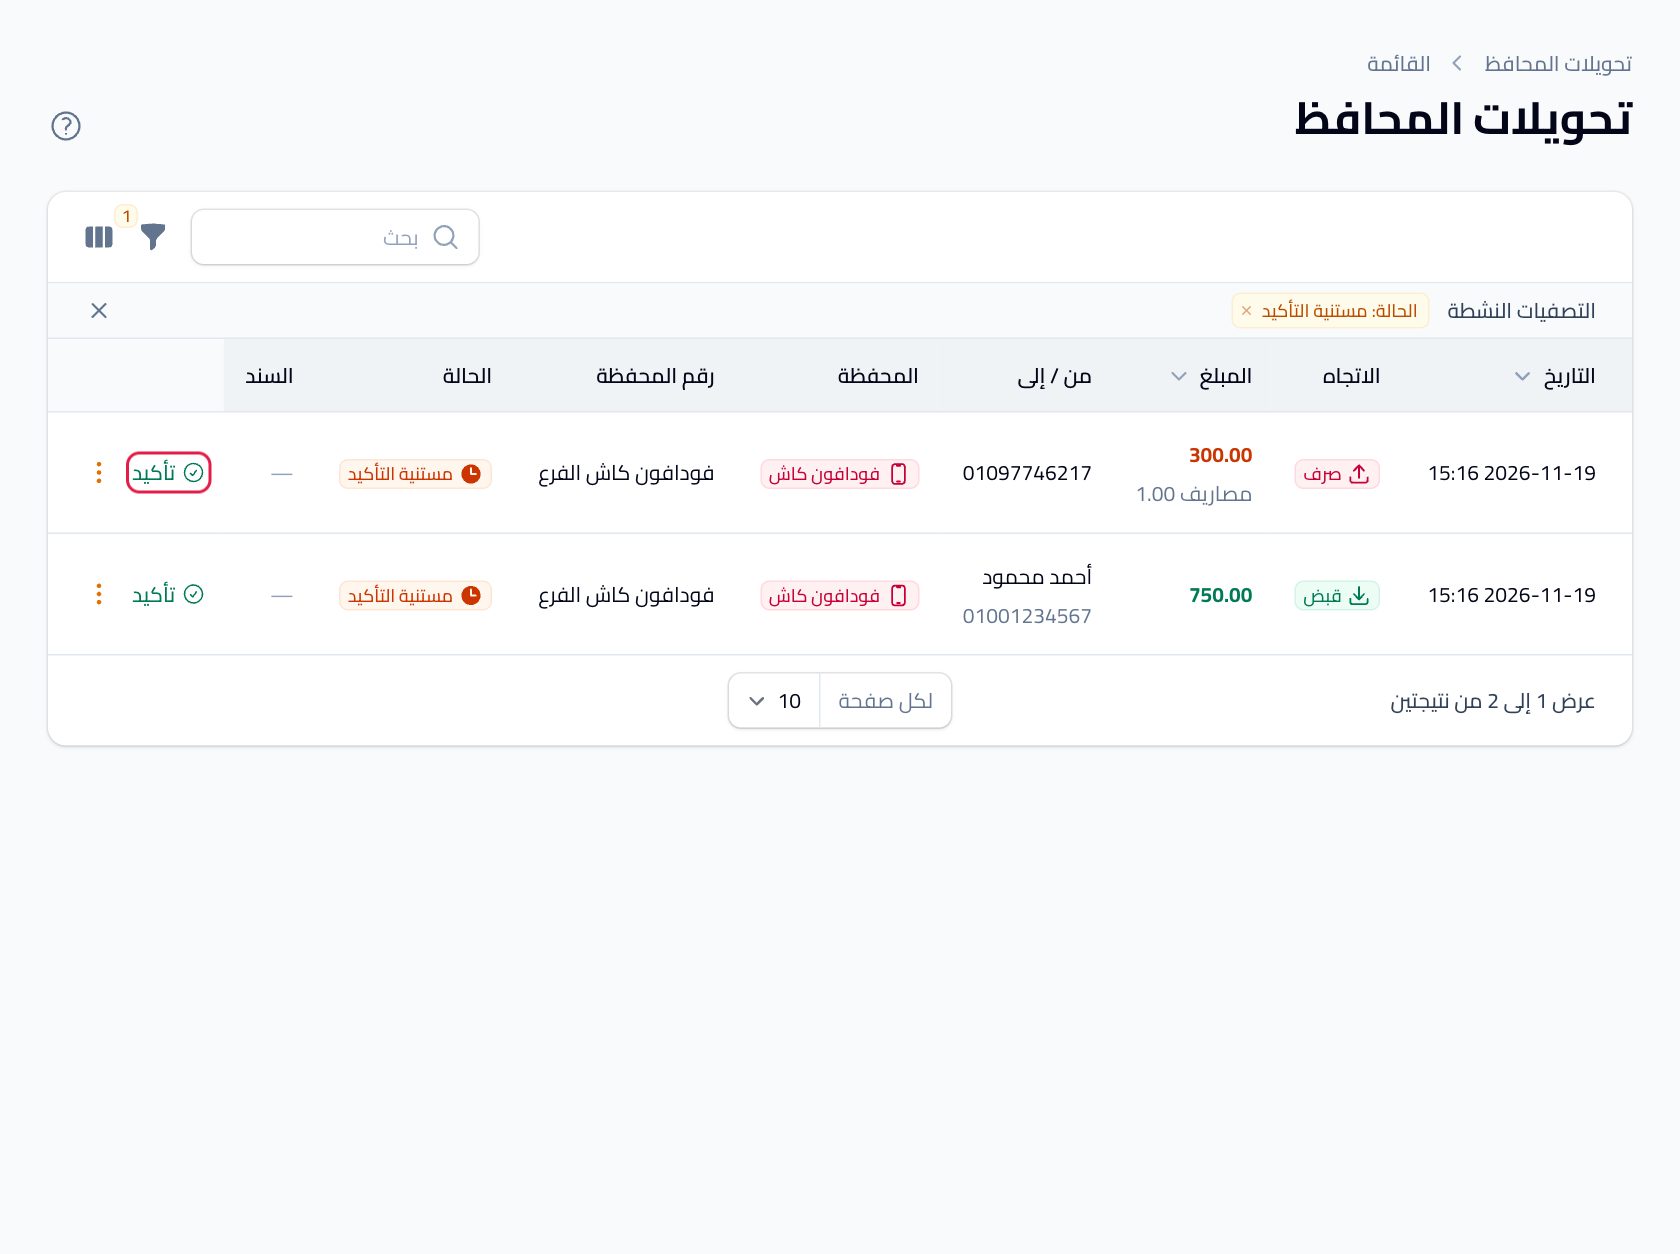 تحويلات المحافظ
القائمة
تحويلات المحافظ
بحث
1
التصفيات النشطة
الحالة: مستنية التأكيد
التاريخ
الاتجاه
المبلغ
من / إلى
المحفظة
رقم المحفظة
الحالة
السند
2026-11-19 15:16
صرف
300.00
مصاريف 1.00
01097746217
فودافون كاش
فودافون كاش الفرع
مستنية التأكيد
—
تأكيد
2026-11-19 15:16
قبض
750.00
أحمد محمود
01001234567
فودافون كاش
فودافون كاش الفرع
مستنية التأكيد
—
تأكيد
عرض 1 إلى 2 من نتيجتين
لكل صفحة
10